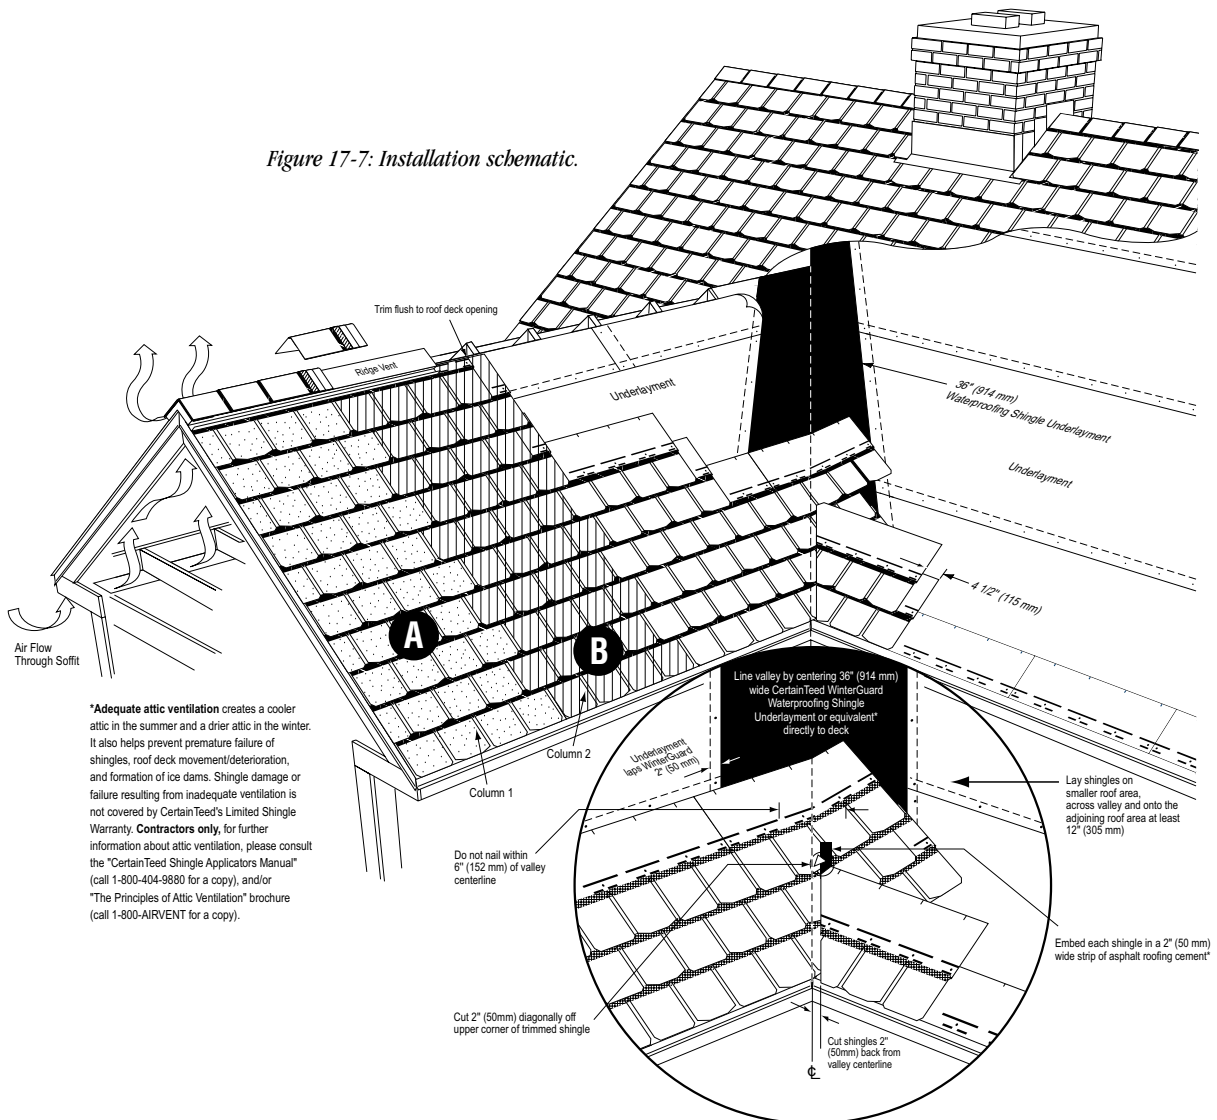 Figure 17-7: Installation schematic.
Trim flush to roof deck opening
Ridge Vent
Underlayment
36" (914 mm)
Waterproofing Shingle Underlayment
Underlayment
4 1/2" (115 mm)
A
B
Air Flow
Through Soffit
Column 1
Column 2
*Adequate attic ventilation creates a cooler
attic in the summer and a drier attic in the winter.
It also helps prevent premature failure of
shingles, roof deck movement/deterioration,
and formation of ice dams. Shingle damage or
failure resulting from inadequate ventilation is
not covered by CertainTeed's Limited Shingle
Warranty. Contractors only, for further
information about attic ventilation, please consult
the "CertainTeed Shingle Applicators Manual"
(call 1-800-404-9880 for a copy), and/or
"The Principles of Attic Ventilation" brochure
(call 1-800-AIRVENT for a copy).
Line valley by centering 36" (914 mm)
wide CertainTeed WinterGuard
Waterproofing Shingle
Underlayment or equivalent*
directly to deck
Underlayment
laps WinterGuard
2" (50 mm)
Lay shingles on
smaller roof area,
across valley and onto the
adjoining roof area at least
12" (305 mm)
Do not nail within
6" (152 mm) of valley
centerline
Embed each shingle in a 2" (50 mm)
wide strip of asphalt roofing cement*
Cut 2" (50mm) diagonally off
upper corner of trimmed shingle
Cut shingles 2"
(50mm) back from
valley centerline
℄